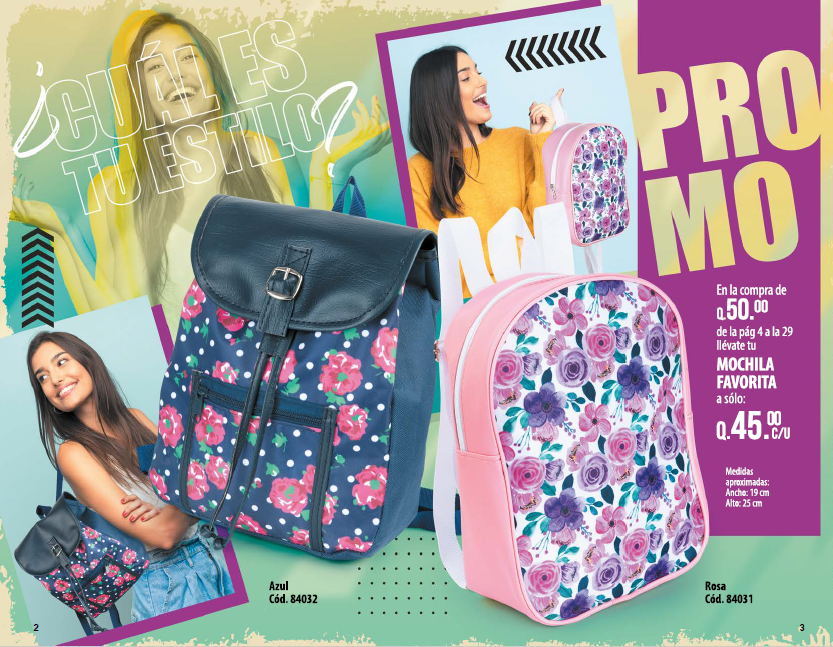 ¿CUÁL ES
TU ESTILO?
PRO
MO
En la compra de
Q.50.00
de la pág 4 a la 29
llévate tu
MOCHILA
FAVORITA
a sólo:
Q.45.00 C/U
Medidas
aproximadas:
Ancho: 19 cm
Alto: 25 cm
Azul
Cód. 84032
Rosa
Cód. 84031
2
3